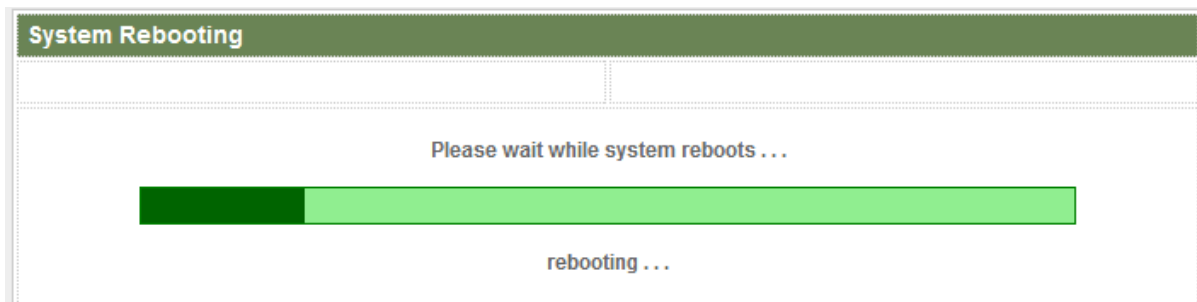 System Rebooting
Please wait while system reboots . . .
rebooting . . .